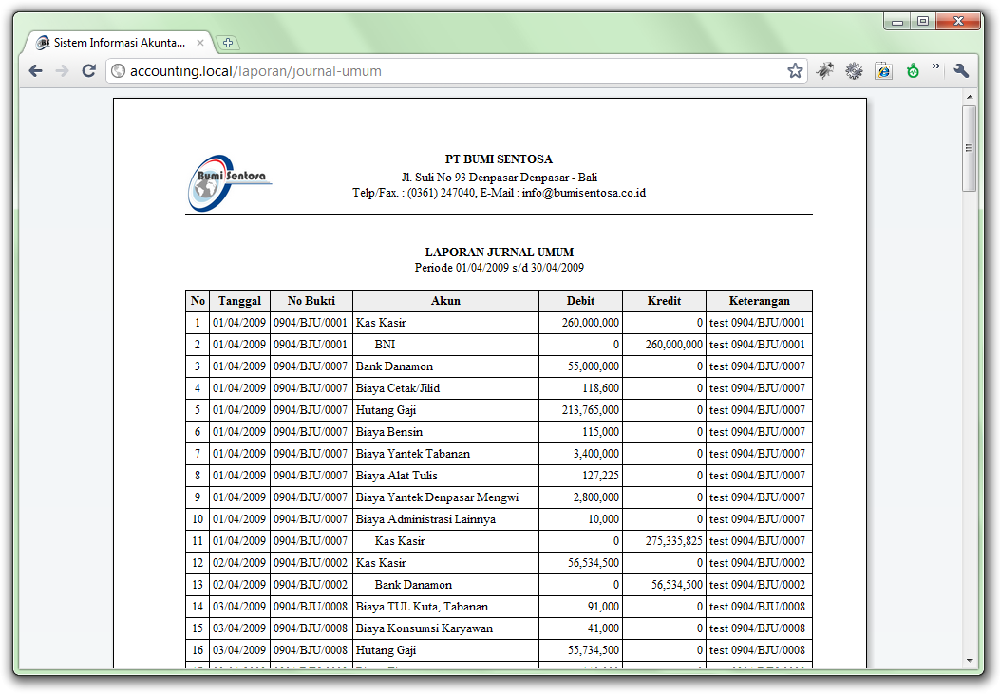 Sistem Informasi Akunta...
accounting.local/laporan/journal-umum
Bumi Sentosa
PT BUMI SENTOSA
Jl. Suli No 93 Denpasar Denpasar - Bali
Telp/Fax. : (0361) 247040, E-Mail : info@bumisentosa.co.id
LAPORAN JURNAL UMUM
Periode 01/04/2009 s/d 30/04/2009
No Tanggal No Bukti Akun Debit Kredit Keterangan
1 01/04/2009 0904/BJU/0001 Kas Kasir 260,000,000 0 test 0904/BJU/0001
2 01/04/2009 0904/BJU/0001 BNI 0 260,000,000 test 0904/BJU/0001
3 01/04/2009 0904/BJU/0007 Bank Danamon 55,000,000 0 test 0904/BJU/0007
4 01/04/2009 0904/BJU/0007 Biaya Cetak/Jilid 118,600 0 test 0904/BJU/0007
5 01/04/2009 0904/BJU/0007 Hutang Gaji 213,765,000 0 test 0904/BJU/0007
6 01/04/2009 0904/BJU/0007 Biaya Bensin 115,000 0 test 0904/BJU/0007
7 01/04/2009 0904/BJU/0007 Biaya Yantek Tabanan 3,400,000 0 test 0904/BJU/0007
8 01/04/2009 0904/BJU/0007 Biaya Alat Tulis 127,225 0 test 0904/BJU/0007
9 01/04/2009 0904/BJU/0007 Biaya Yantek Denpasar Mengwi 2,800,000 0 test 0904/BJU/0007
10 01/04/2009 0904/BJU/0007 Biaya Administrasi Lainnya 10,000 0 test 0904/BJU/0007
11 01/04/2009 0904/BJU/0007 Kas Kasir 0 275,335,825 test 0904/BJU/0007
12 02/04/2009 0904/BJU/0002 Kas Kasir 56,534,500 0 test 0904/BJU/0002
13 02/04/2009 0904/BJU/0002 Bank Danamon 0 56,534,500 test 0904/BJU/0002
14 03/04/2009 0904/BJU/0008 Biaya TUL Kuta, Tabanan 91,000 0 test 0904/BJU/0008
15 03/04/2009 0904/BJU/0008 Biaya Konsumsi Karyawan 41,000 0 test 0904/BJU/0008
16 03/04/2009 0904/BJU/0008 Hutang Gaji 55,734,500 0 test 0904/BJU/0008